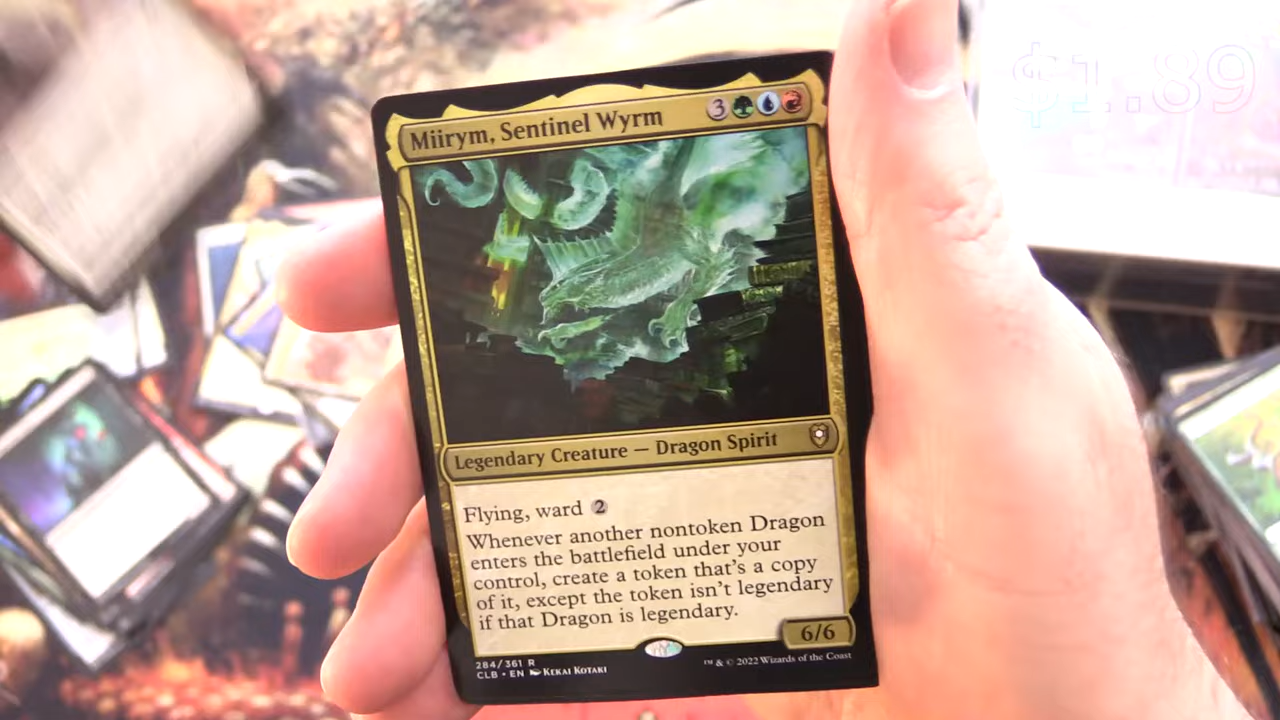 $1.89
Miirym, Sentinel Wyrm
3
Legendary Creature — Dragon Spirit
Flying, ward 2
Whenever another nontoken Dragon
enters the battlefield under your
control, create a token that's a copy
of it, except the token isn't legendary
if that Dragon is legendary.
6/6
284/361 R
CLB • EN KEKAI KOTAKI
™ & © 2022 Wizards of the Coast